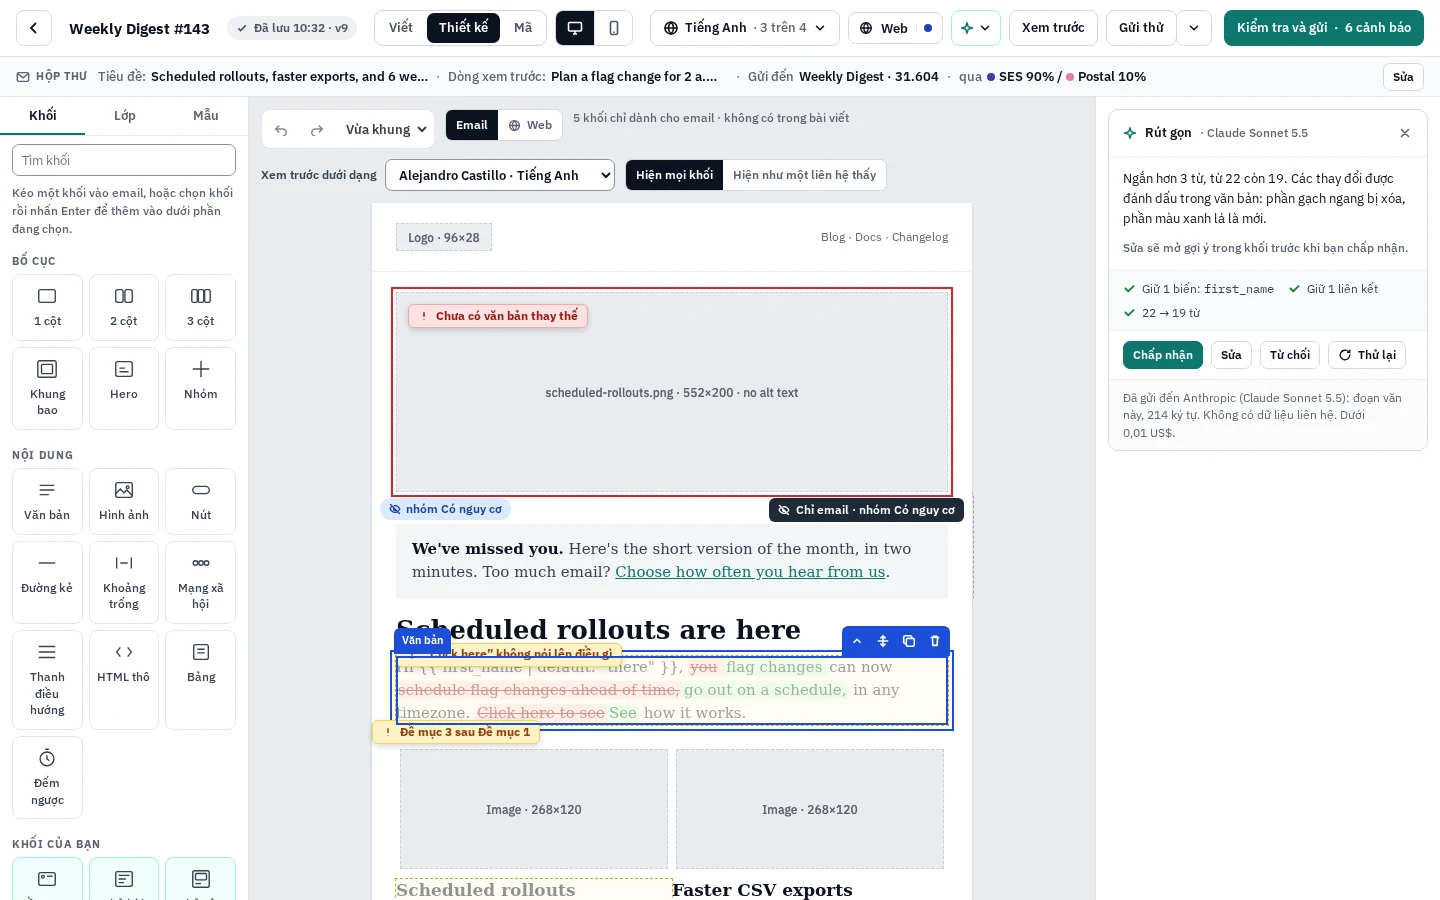 Weekly Digest #143
Đã lưu 10:32 · v9
Viết
Thiết kế
Mã
Tiếng Anh · 3 trên 4
Web
Xem trước
Gửi thử
Kiểm tra và gửi · 6 cảnh báo
HỘP THƯ
Tiêu đề: Scheduled rollouts, faster exports, and 6 we…
· Dòng xem trước: Plan a flag change for 2 a.…
· Gửi đến Weekly Digest · 31.604
· qua SES 90% / Postal 10%
Sửa
Khối
Lớp
Mẫu
Tìm khối
Kéo một khối vào email, hoặc chọn khối
rồi nhấn Enter để thêm vào dưới phần
đang chọn.
BỐ CỤC
1 cột
2 cột
3 cột
Khung
bao
Hero
Nhóm
NỘI DUNG
Văn bản
Hình ảnh
Nút
Đường kẻ
Khoảng
trống
Mạng xã
hội
Thanh
điều
hướng
HTML thô
Bảng
Đếm
ngược
KHỐI CỦA BẠN
Vừa khung
Email
Web
5 khối chỉ dành cho email · không có trong bài viết
Xem trước dưới dạng
Alejandro Castillo · Tiếng Anh
Hiện mọi khối
Hiện như một liên hệ thấy
Logo · 96×28
Blog · Docs · Changelog
! Chưa có văn bản thay thế
scheduled-rollouts.png · 552×200 · no alt text
nhóm Có nguy cơ
Chỉ email · nhóm Có nguy cơ
We've missed you. Here's the short version of the month, in two
minutes. Too much email? Choose how often you hear from us.
Scheduled rollouts are here
Văn bản
here” không nói lên điều gì
{{ first_name | default: "there" }}, you flag changes can now
schedule flag changes ahead of time, go out on a schedule, in any
timezone. Click here to see See how it works.
! Đề mục 3 sau Đề mục 1
Image · 268×120
Image · 268×120
Scheduled rollouts
Faster CSV exports
Rút gọn · Claude Sonnet 5.5
Ngắn hơn 3 từ, từ 22 còn 19. Các thay đổi được
đánh dấu trong văn bản: phần gạch ngang bị xóa,
phần màu xanh lá là mới.
Sửa sẽ mở gợi ý trong khối trước khi bạn chấp nhận.
Giữ 1 biến: first_name
Giữ 1 liên kết
22 → 19 từ
Chấp nhận
Sửa
Từ chối
Thử lại
Đã gửi đến Anthropic (Claude Sonnet 5.5): đoạn văn
này, 214 ký tự. Không có dữ liệu liên hệ. Dưới
0,01 US$.